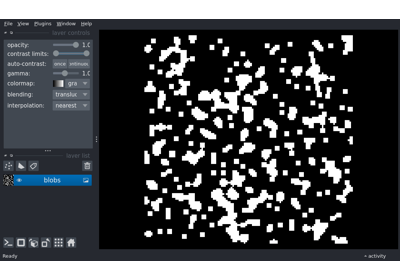 File View Plugins Window Help
layer controls
opacity: 1.0
contrast limits:
auto-contrast: once
gamma: 1.0
colormap: gra
blending: translu
interpolation: nearest
layer list
blobs
Ready activity